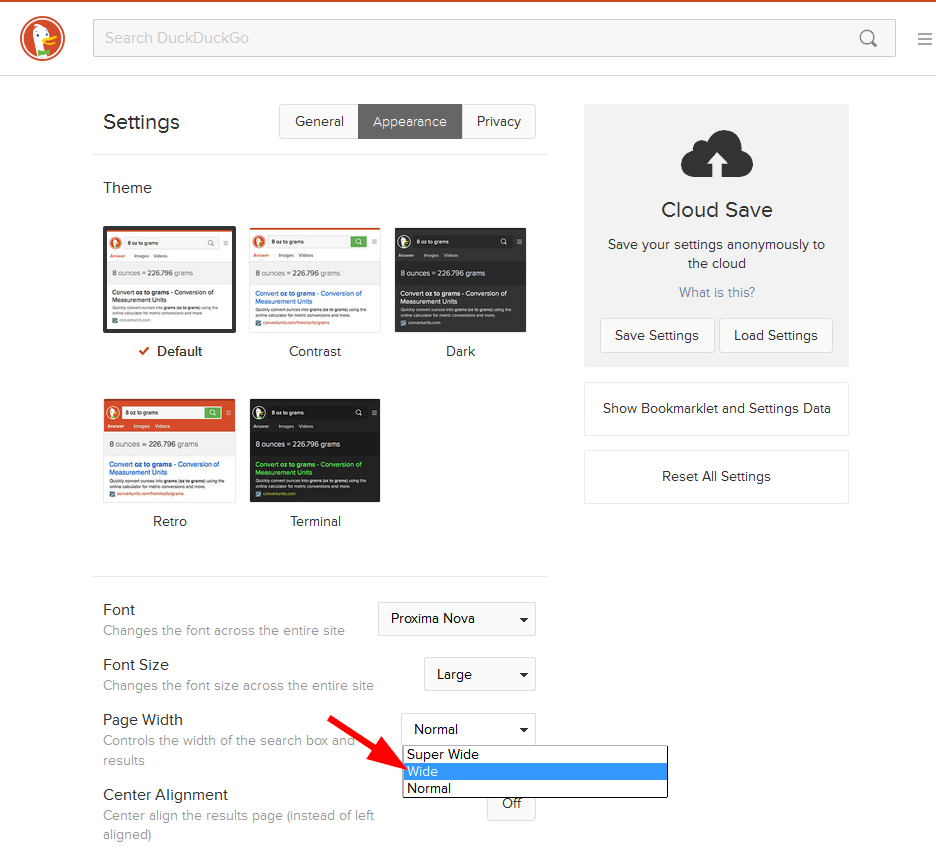 Search DuckDuckGo
Settings
General
Appearance
Privacy
Theme
8 oz to grams
Answer Images Videos
8 ounces = 226.796 grams
Convert oz to grams - Conversion of
Measurement Units
Quickly convert ounces into grams (oz to grams) using the
online calculator for metric conversions and more.
convertunits.com
Default
8 oz to grams
Answer Images Videos
8 ounces = 226.796 grams
Convert oz to grams - Conversion of
Measurement Units
Quickly convert ounces into grams (oz to grams) using the
online calculator for metric conversions and more.
convertunits.com/from/oz/to/grams
Contrast
8 oz to grams
Answer Images Videos
8 ounces = 226.796 grams
Convert oz to grams - Conversion of
Measurement Units
Quickly convert ounces into grams (oz to grams) using the
online calculator for metric conversions and more.
convertunits.com
Dark
8 oz to grams
Answer Images Videos
8 ounces = 226.796 grams
Convert oz to grams - Conversion of
Measurement Units
Quickly convert ounces into grams (oz to grams) using the
online calculator for metric conversions and more.
convertunits.com/from/oz/to/grams
Retro
8 oz to grams
Answer Images Videos
8 ounces = 226.796 grams
Convert oz to grams - Conversion of
Measurement Units
Quickly convert ounces into grams (oz to grams) using the
online calculator for metric conversions and more.
convertunits.com
Terminal
Cloud Save
Save your settings anonymously to
the cloud
What is this?
Save Settings
Load Settings
Show Bookmarklet and Settings Data
Reset All Settings
Font
Changes the font across the entire site
Proxima Nova
Font Size
Changes the font size across the entire site
Large
Page Width
Controls the width of the search box and
results
Normal
Super Wide
Wide
Normal
Center Alignment
Center align the results page (instead of left
aligned)
Off